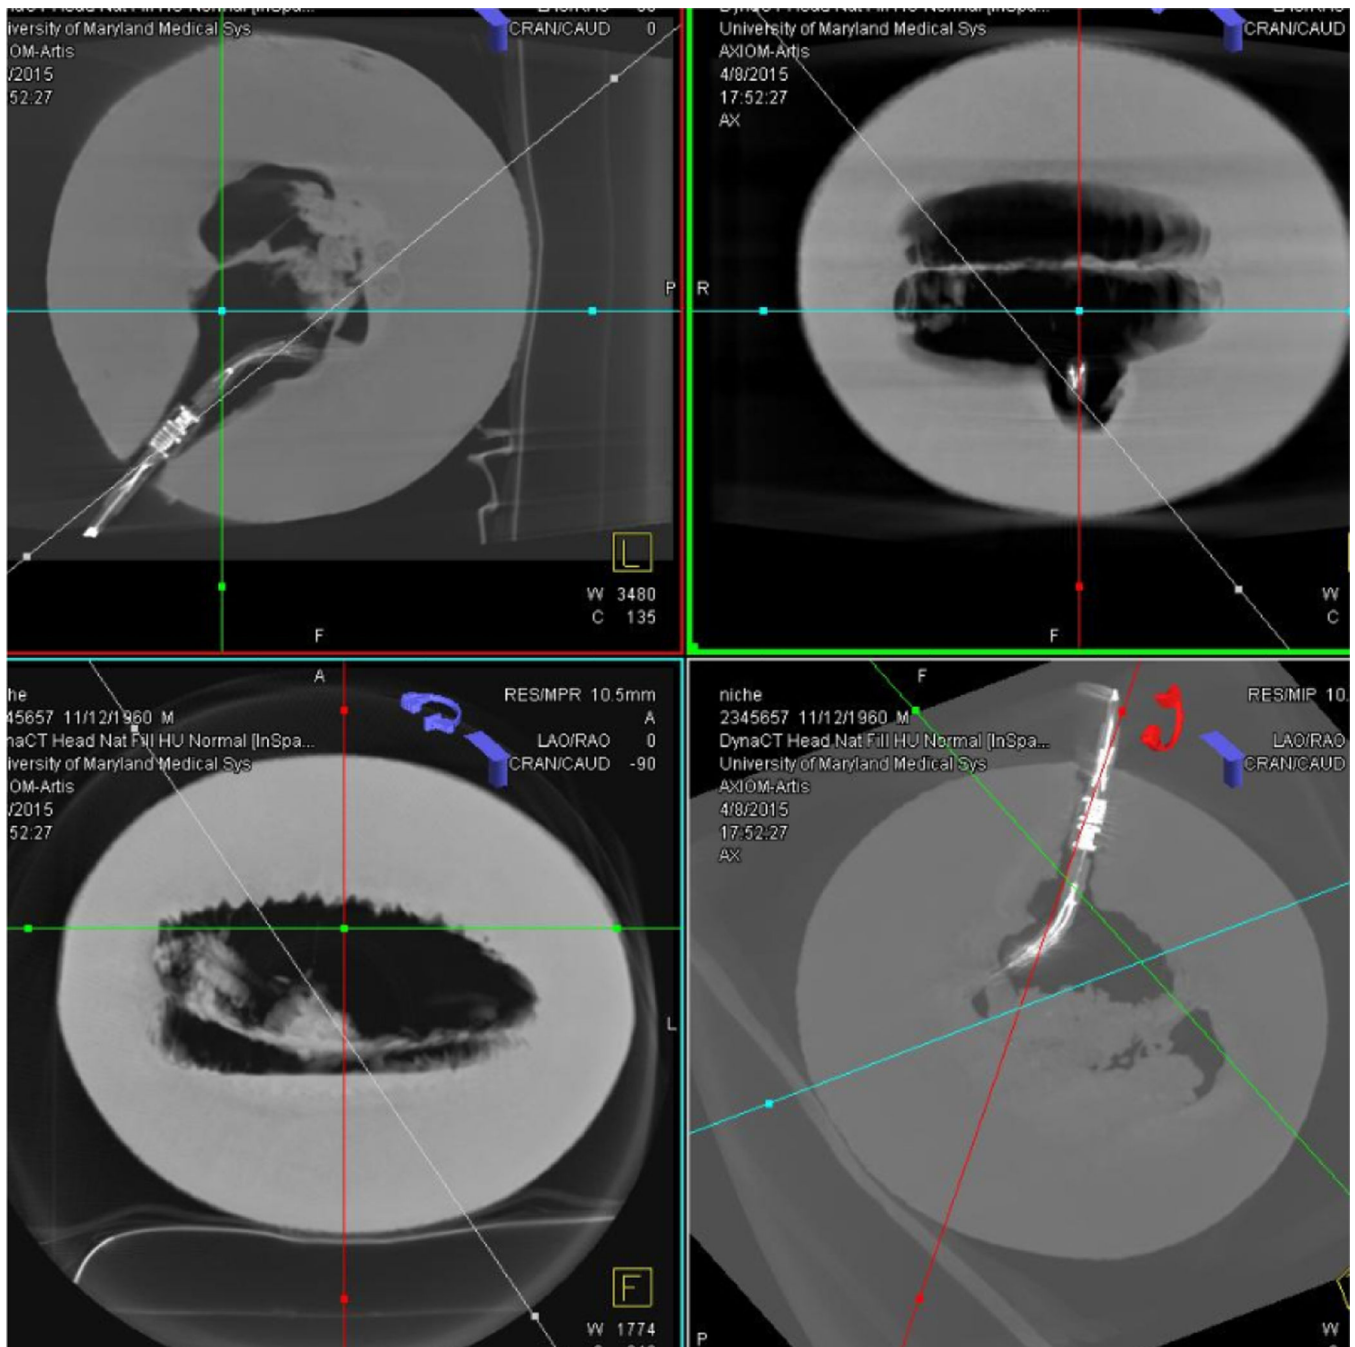 CRAN/CAUD 0
iversity of Maryland Medical Sys
OM-Artis
/2015
:52:27
P
L
W 3480
C 135
F
University of Maryland Medical Sys
CRAN/CAUD
AXIOM-Artis
4/8/2015
17:52:27
AX
R
W
C
F
A
he
RES/MPR 10.5mm
45657 11/12/1960 M
A
naCT Head Nat Fill HU Normal [InSpa...
LAO/RAO 0
iversity of Maryland Medical Sys
CRAN/CAUD -90
OM-Artis
/2015
52:27
L
F
W 1774
F
niche
RES/MIP 10.
2345657 11/12/1960 M
DynaCT Head Nat Fill HU Normal [InSpa...
LAO/RAO
University of Maryland Medical Sys
CRAN/CAUD
AXIOM-Artis
4/8/2015
17:52:27
AX
P
W